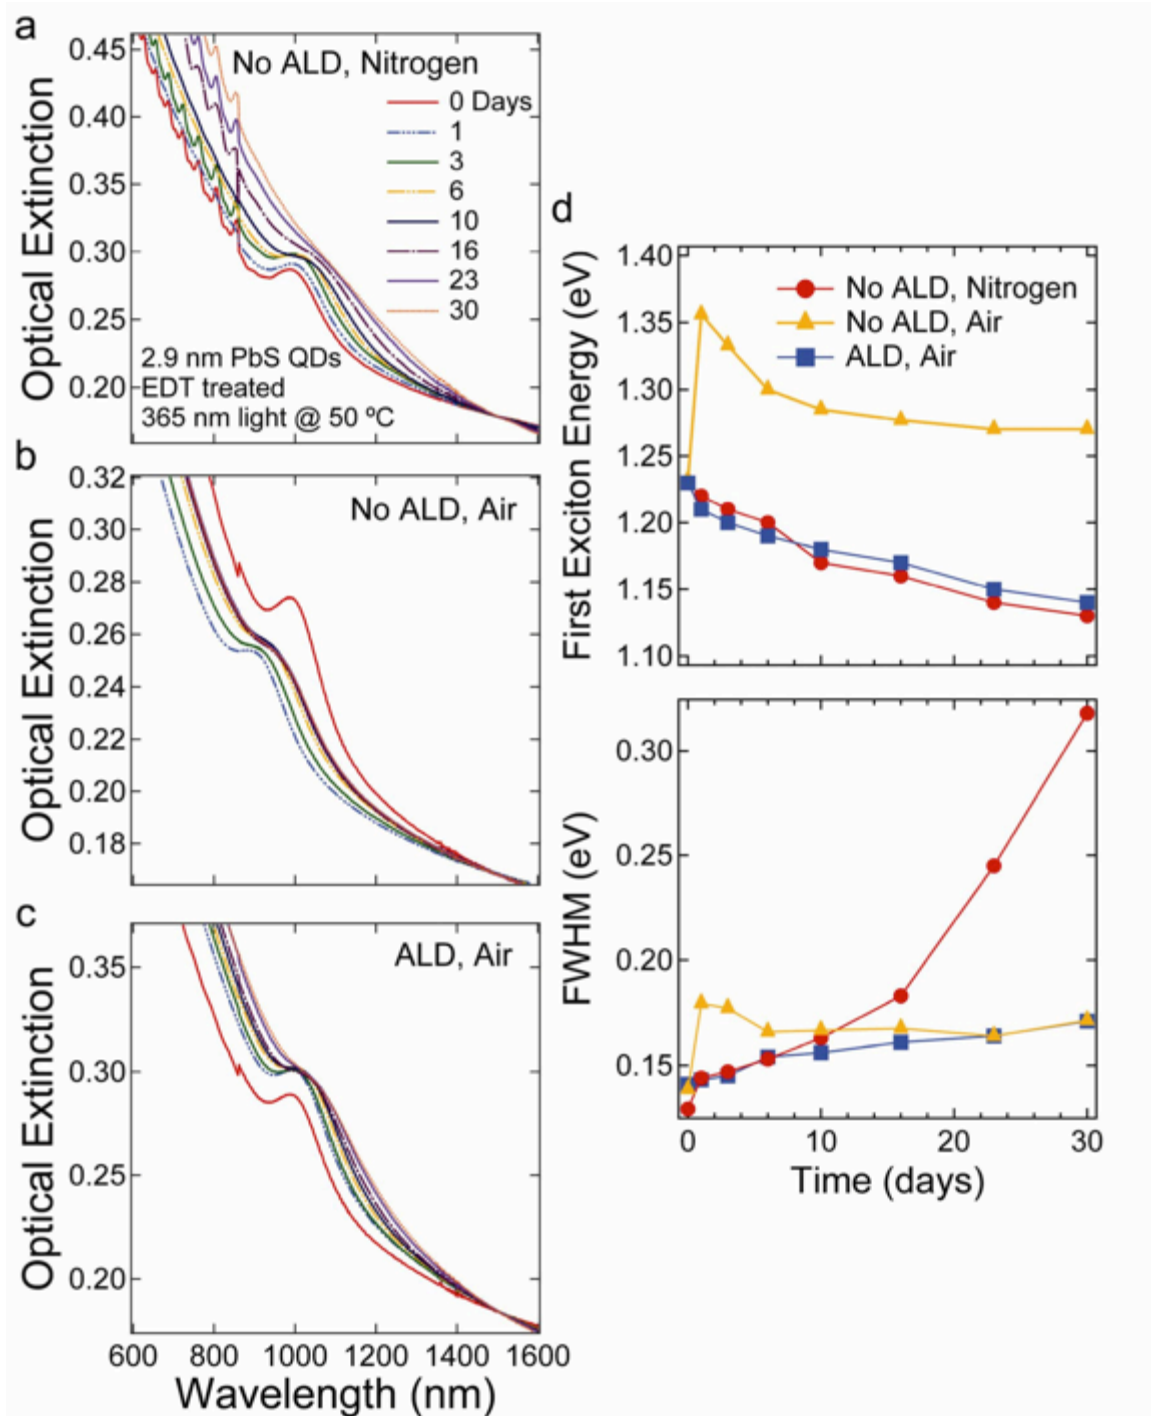 a
Optical Extinction
0.45
0.40
0.35
0.30
0.25
0.20
No ALD, Nitrogen
0 Days
1
3
6
10
16
23
30
2.9 nm PbS QDs
EDT treated
365 nm light @ 50 ºC
b
Optical Extinction
0.32
0.30
0.28
0.26
0.24
0.22
0.20
0.18
No ALD, Air
c
Optical Extinction
0.35
0.30
0.25
0.20
ALD, Air
600 800 1000 1200 1400 1600
Wavelength (nm)
d
First Exciton Energy (eV)
1.40
1.35
1.30
1.25
1.20
1.15
1.10
No ALD, Nitrogen
No ALD, Air
ALD, Air
FWHM (eV)
0.30
0.25
0.20
0.15
0 10 20 30
Time (days)